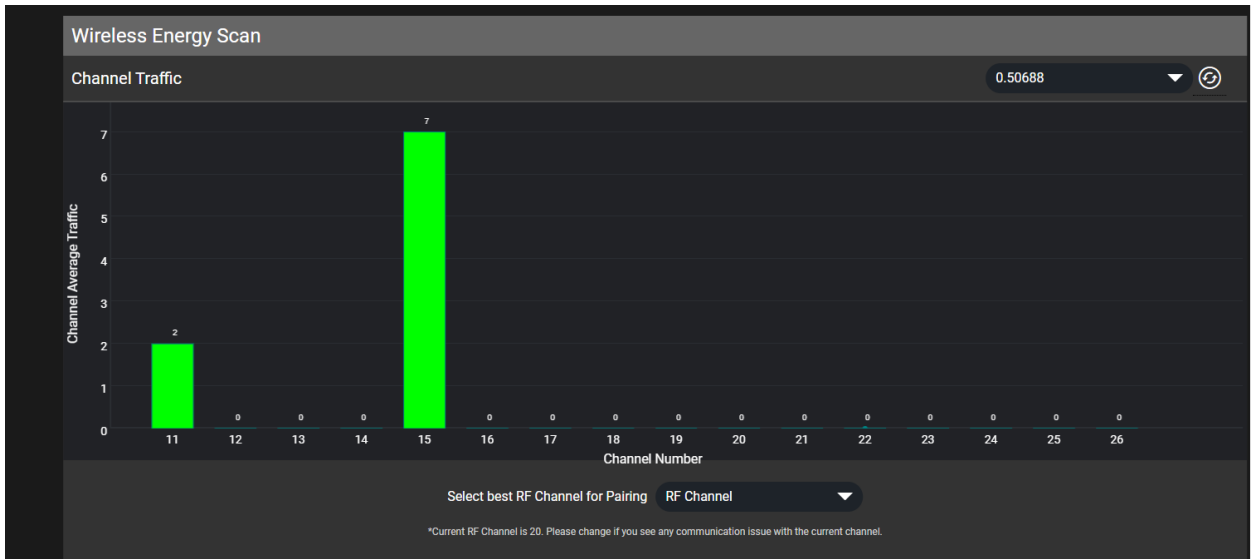 Wireless Energy Scan
Channel Traffic
0.50688
Channel Average Traffic
7
6
5
4
3
2
1
0
2 0 0 0 7 0 0 0 0 0 0 0 0 0 0 0
11 12 13 14 15 16 17 18 19 20 21 22 23 24 25 26
Channel Number
Select best RF Channel for Pairing RF Channel
*Current RF Channel is 20. Please change if you see any communication issue with the current channel.